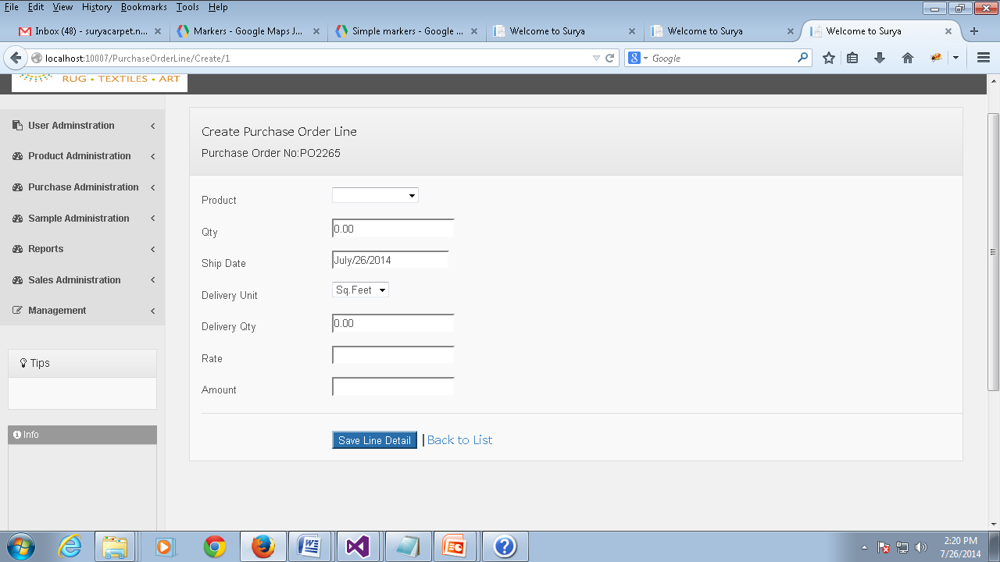 File Edit View History Bookmarks Tools Help
Inbox (48) - suryacarpet.n...
Markers - Google Maps J...
Simple markers - Google ...
Welcome to Surya
Welcome to Surya
Welcome to Surya
localhost:10007/PurchaseOrderLine/Create/1
Google
RUG • TEXTILES • ART
User Adminstration
Product Administration
Purchase Administration
Sample Administration
Reports
Sales Administration
Management
Tips
Info
Create Purchase Order Line
Purchase Order No:PO2265
Product
Qty 0.00
Ship Date July/26/2014
Delivery Unit Sq.Feet
Delivery Qty 0.00
Rate
Amount
Save Line Detail | Back to List
2:20 PM
7/26/2014